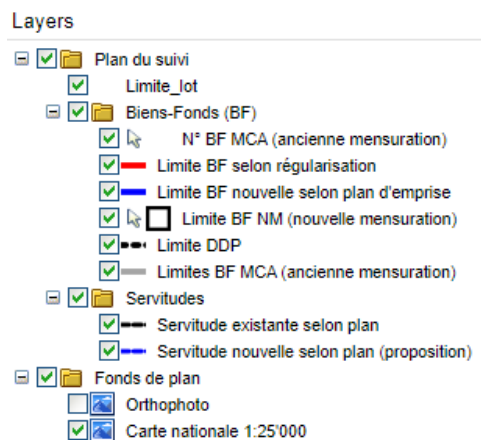 Layers
Plan du suivi
Limite_lot
Biens-Fonds (BF)
N° BF MCA (ancienne mensuration)
Limite BF selon régularisation
Limite BF nouvelle selon plan d'emprise
Limite BF NM (nouvelle mensuration)
Limite DDP
Limites BF MCA (ancienne mensuration)
Servitudes
Servitude existante selon plan
Servitude nouvelle selon plan (proposition)
Fonds de plan
Orthophoto
Carte nationale 1:25'000